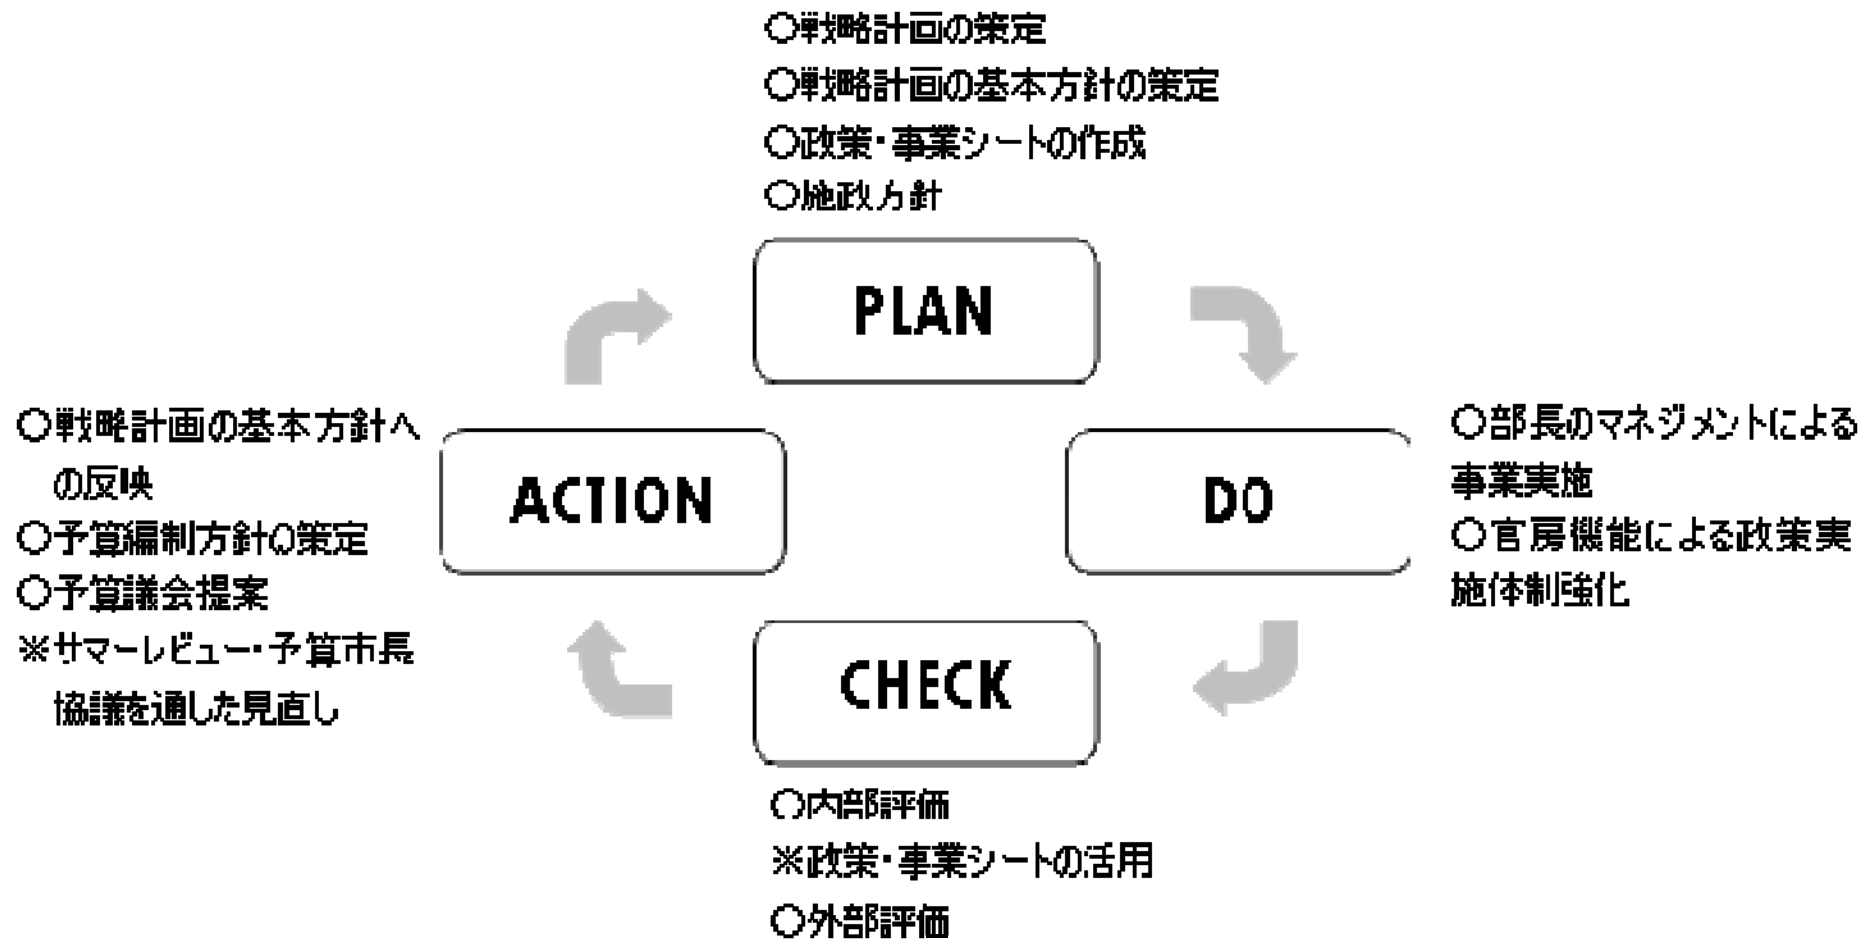 ○戦略計画の策定
○戦略計画の基本方針の策定
○政策・事業シートの作成
○施政方針
PLAN
○戦略計画の基本方針へ
の反映
○予算編制方針の策定
○予算議会提案
※サマーレビュー・予算市長
協議を通した見直し
ACTION
DO
○部長のマネジメントによる
事業実施
○官房機能による政策実
施体制強化
CHECK
○内部評価
※政策・事業シートの活用
○外部評価